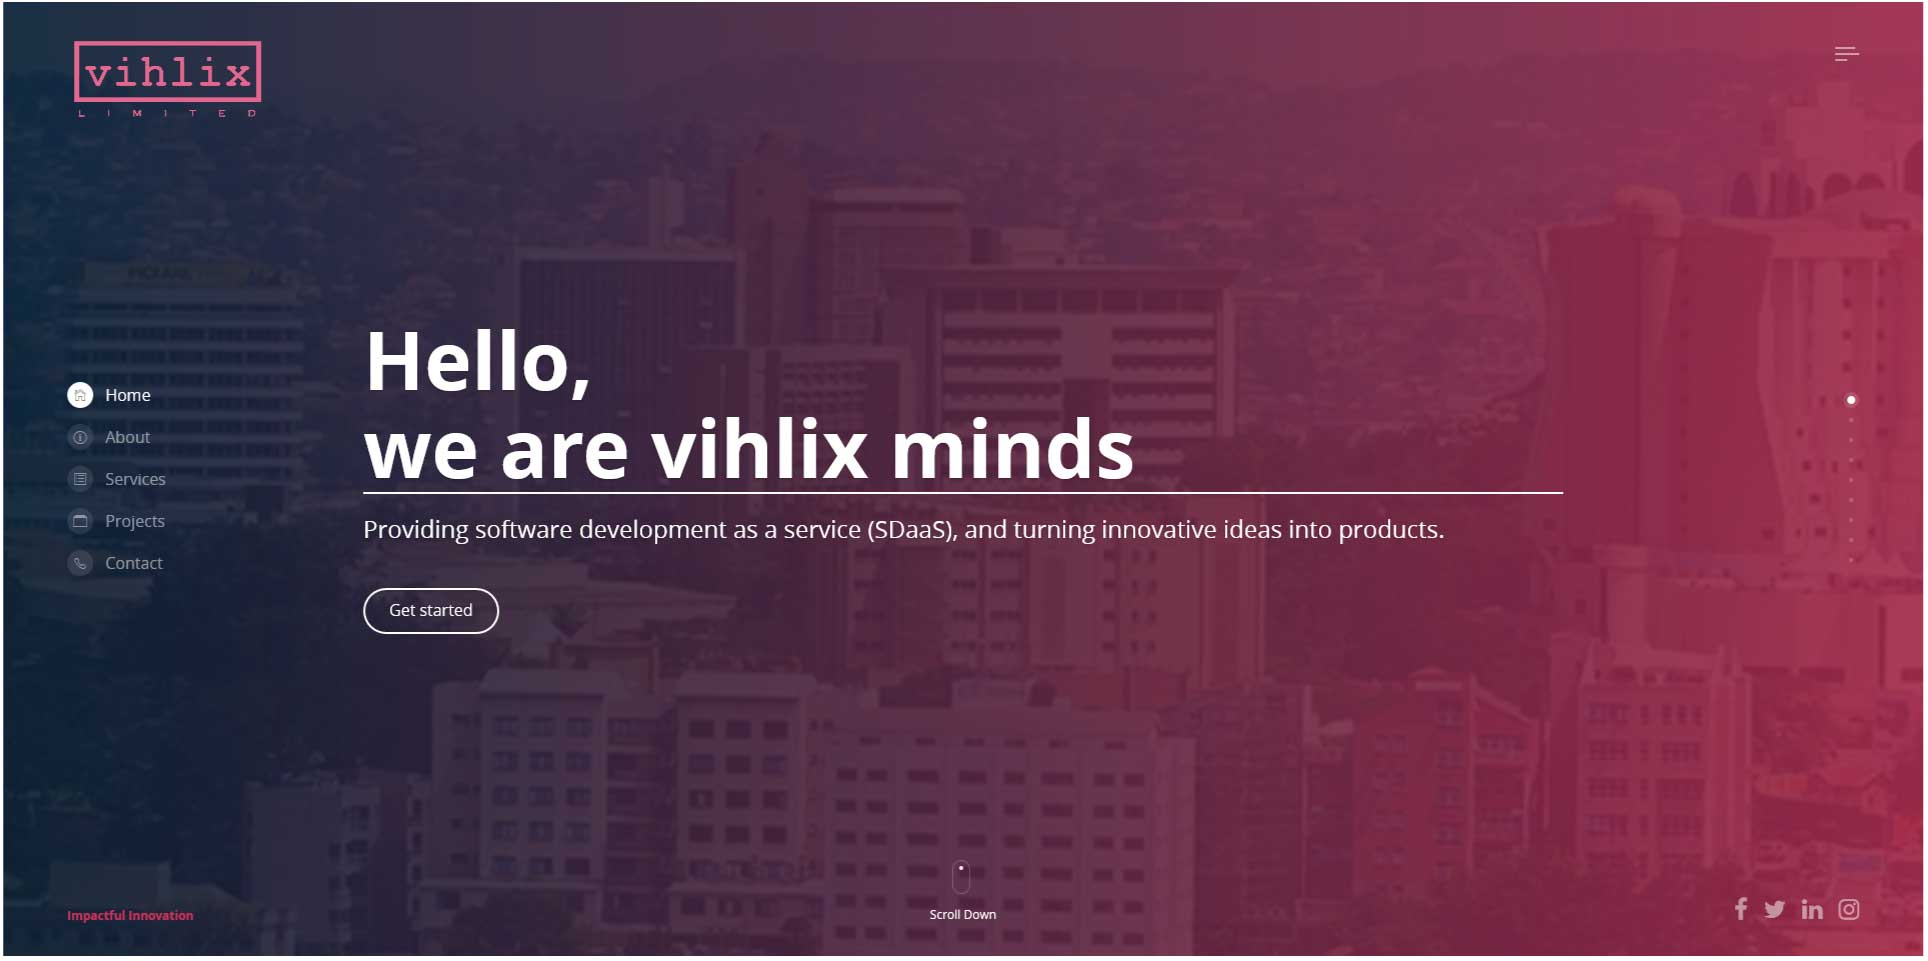 vihlix
LIMITED
Home
About
Services
Projects
Contact
Hello,
we are vihlix minds
Providing software development as a service (SDaaS), and turning innovative ideas into products.
Get started
Impactful Innovation
Scroll Down